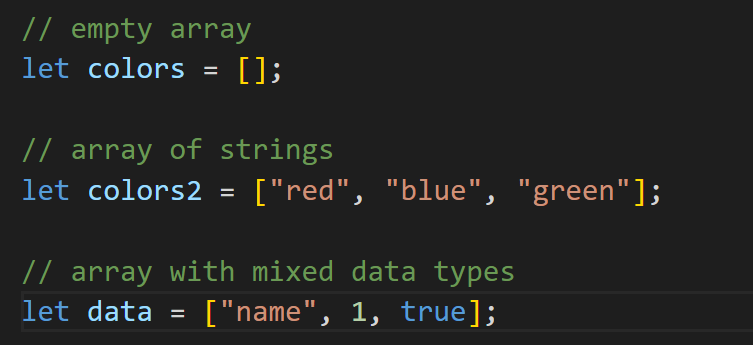 // empty array
let colors = [];
// array of strings
let colors2 = ["red", "blue", "green"];
// array with mixed data types
let data = ["name", 1, true];